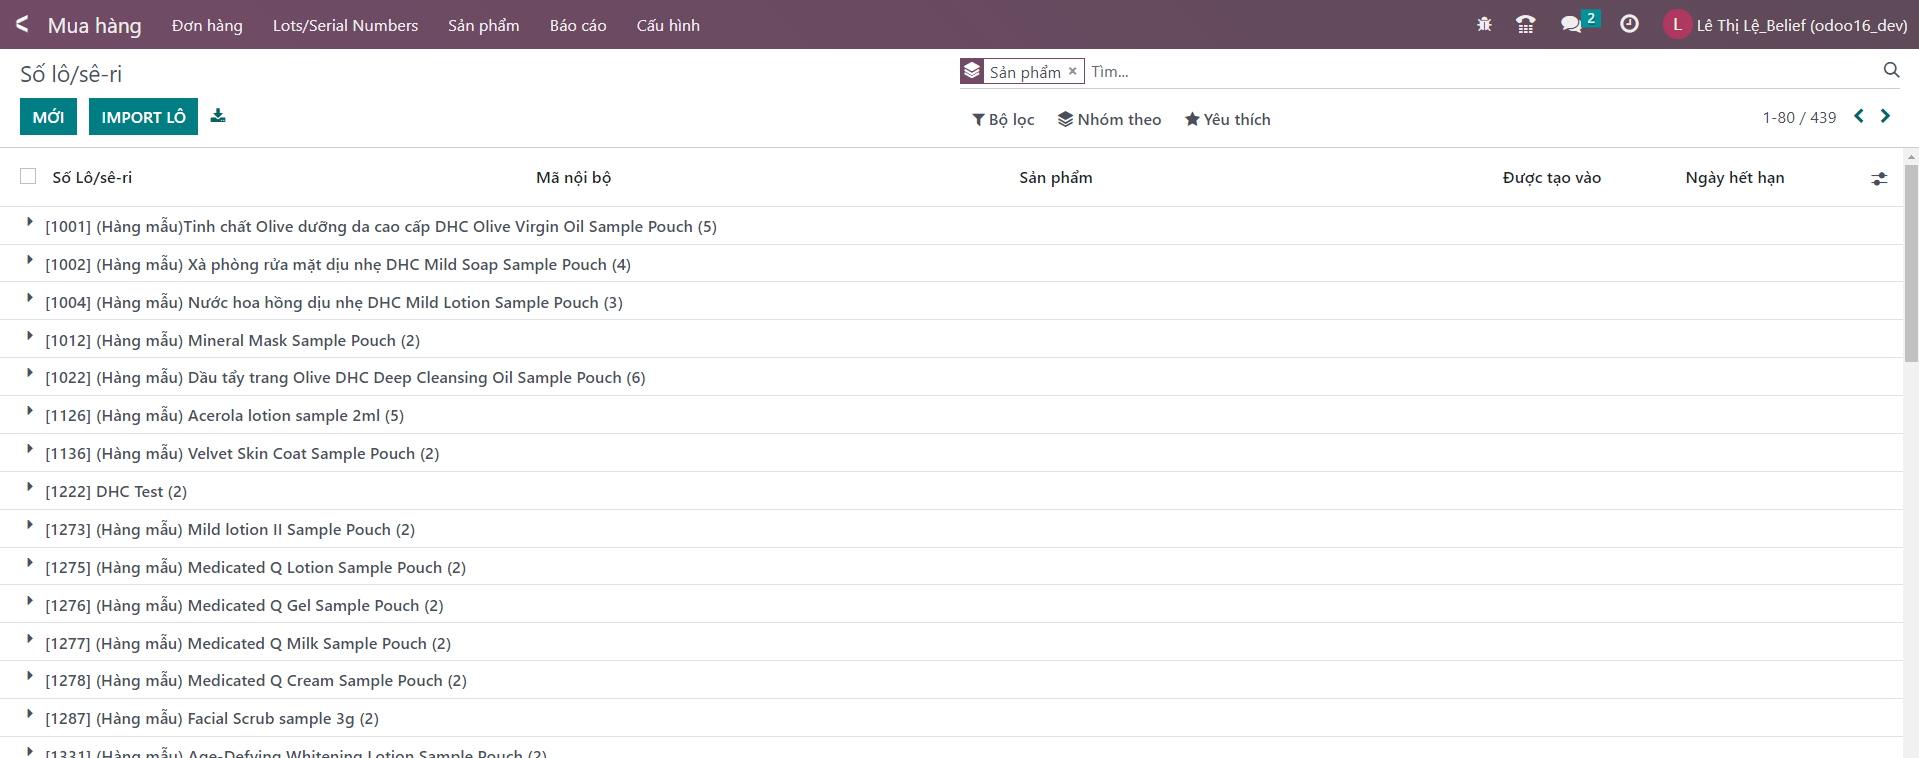 Mua hàng Đơn hàng Lots/Serial Numbers Sản phẩm Báo cáo Cấu hình 2 L Lê Thị Lệ_Belief (odoo16_dev)
Số lô/sê-ri Sản phẩm × Tìm...
MỚI IMPORT LÔ Bộ lọc Nhóm theo Yêu thích 1-80 / 439
Số Lô/sê-ri Mã nội bộ Sản phẩm Được tạo vào Ngày hết hạn
[1001] (Hàng mẫu)Tinh chất Olive dưỡng da cao cấp DHC Olive Virgin Oil Sample Pouch (5)
[1002] (Hàng mẫu) Xà phòng rửa mặt dịu nhẹ DHC Mild Soap Sample Pouch (4)
[1004] (Hàng mẫu) Nước hoa hồng dịu nhẹ DHC Mild Lotion Sample Pouch (3)
[1012] (Hàng mẫu) Mineral Mask Sample Pouch (2)
[1022] (Hàng mẫu) Dầu tẩy trang Olive DHC Deep Cleansing Oil Sample Pouch (6)
[1126] (Hàng mẫu) Acerola lotion sample 2ml (5)
[1136] (Hàng mẫu) Velvet Skin Coat Sample Pouch (2)
[1222] DHC Test (2)
[1273] (Hàng mẫu) Mild lotion II Sample Pouch (2)
[1275] (Hàng mẫu) Medicated Q Lotion Sample Pouch (2)
[1276] (Hàng mẫu) Medicated Q Gel Sample Pouch (2)
[1277] (Hàng mẫu) Medicated Q Milk Sample Pouch (2)
[1278] (Hàng mẫu) Medicated Q Cream Sample Pouch (2)
[1287] (Hàng mẫu) Facial Scrub sample 3g (2)
[1331] (Hàng mẫu) Age-Defying Whitening Lotion Sample Pouch (2)